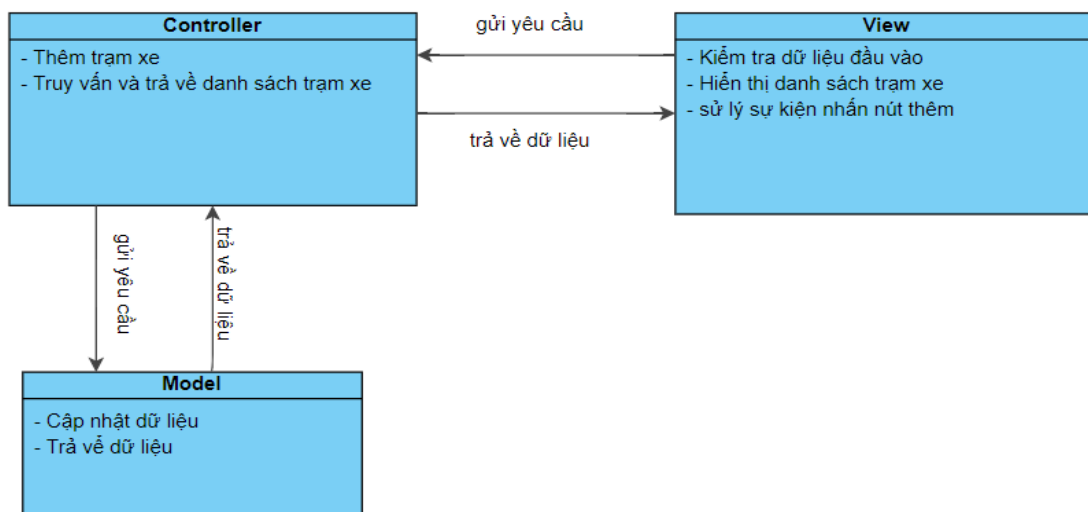 Controller
- Thêm trạm xe
- Truy vấn và trả về danh sách trạm xe
gửi yêu cầu
trả về dữ liệu
View
- Kiểm tra dữ liệu đầu vào
- Hiển thị danh sách trạm xe
- sử lý sự kiện nhấn nút thêm
gửi yêu cầu
trả về dữ liệu
Model
- Cập nhật dữ liệu
- Trả về dữ liệu